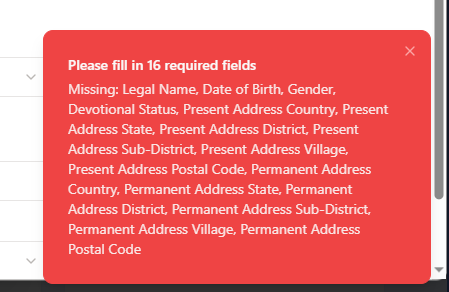 Please fill in 16 required fields
Missing: Legal Name, Date of Birth, Gender,
Devotional Status, Present Address Country, Present
Address State, Present Address District, Present
Address Sub-District, Present Address Village,
Present Address Postal Code, Permanent Address
Country, Permanent Address State, Permanent
Address District, Permanent Address Sub-District,
Permanent Address Village, Permanent Address
Postal Code